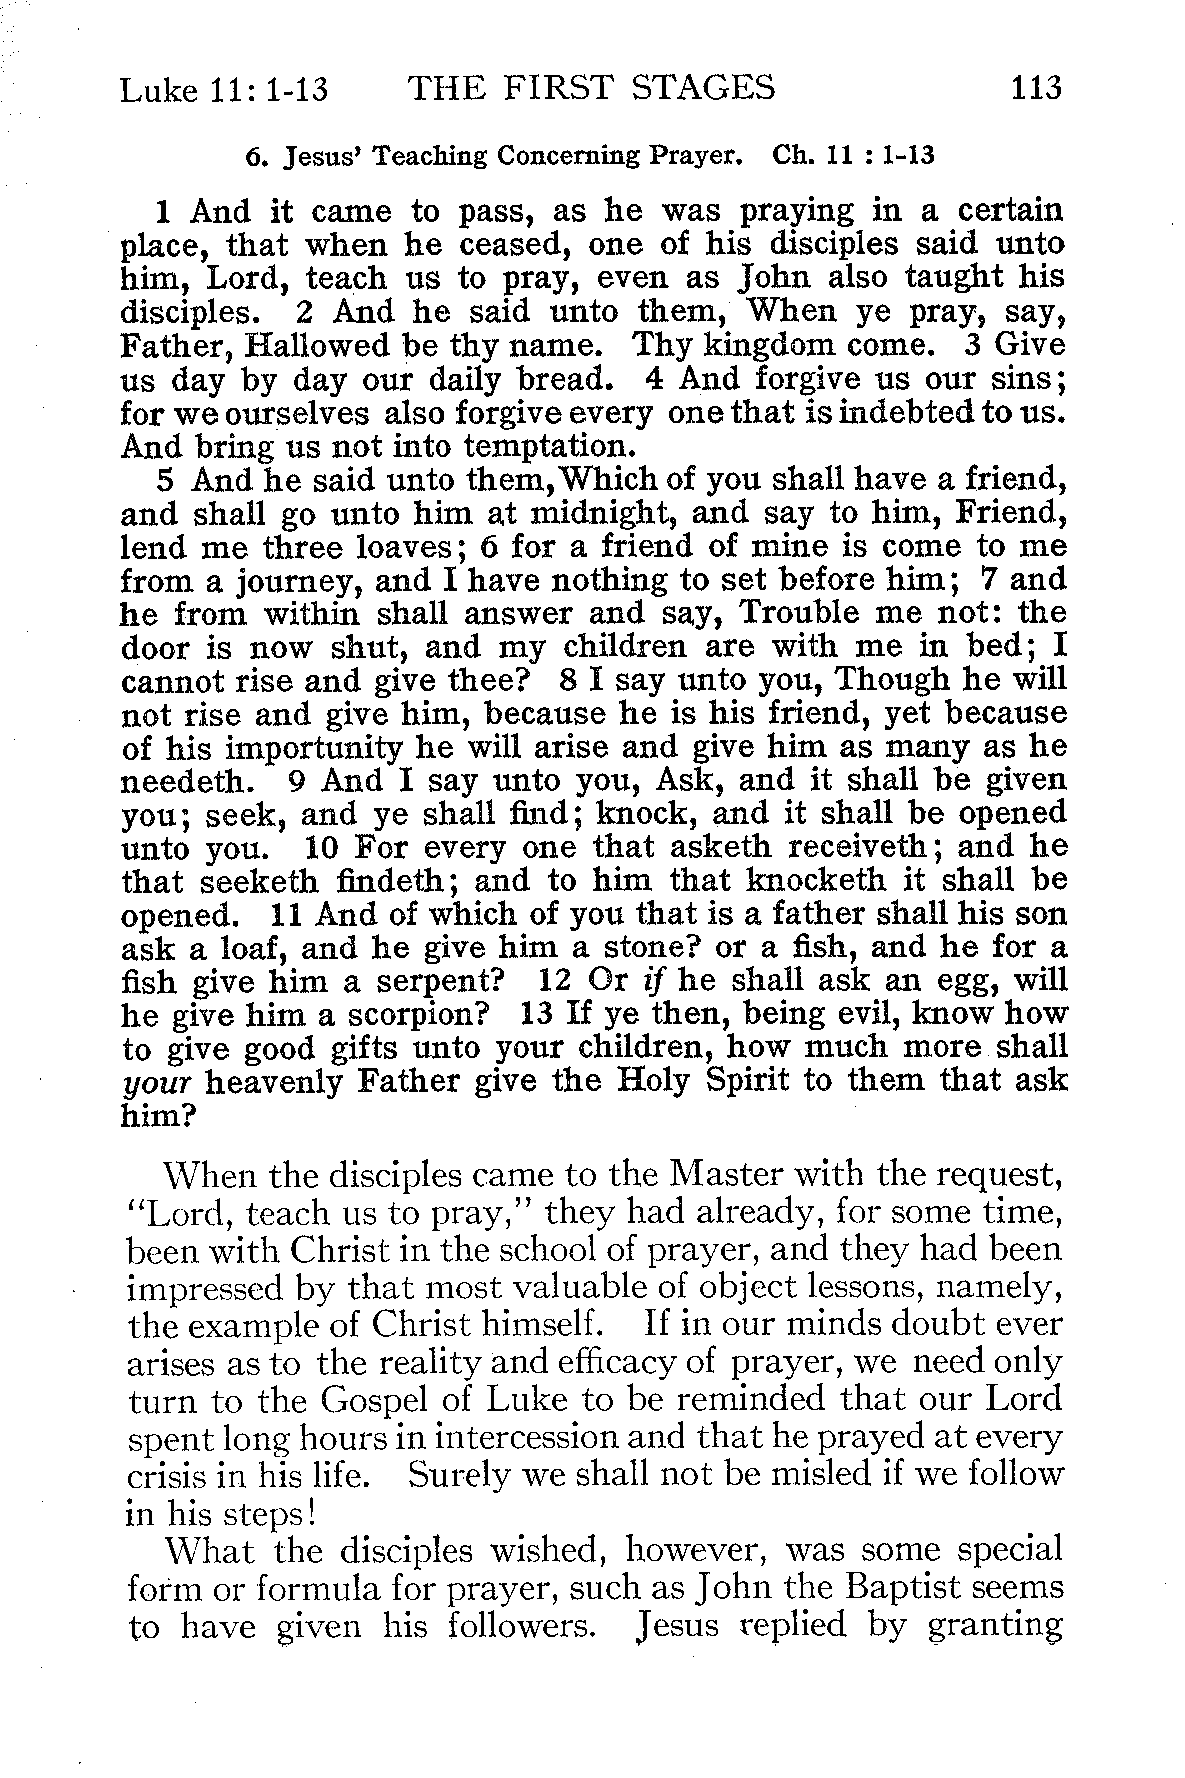 Luke 11: 1-13 THE FIRST STAGES 113
6. Jesus' Teaching Concerning Prayer. Ch. 11 : 1-13
1 And it came to pass, as he was praying in a certain
place, that when he ceased, one of his disciples said unto
him, Lord, teach us to pray, even as John also taught his
disciples. 2 And he said unto them, When ye pray, say,
Father, Hallowed be thy name. Thy kingdom come. 3 Give
us day by day our daily bread. 4 And forgive us our sins;
for we ourselves also forgive every one that is indebted to us.
And bring us not into temptation.
5 And he said unto them, Which of you shall have a friend,
and shall go unto him at midnight, and say to him, Friend,
lend me three loaves; 6 for a friend of mine is come to me
from a journey, and I have nothing to set before him; 7 and
he from within shall answer and say, Trouble me not: the
door is now shut, and my children are with me in bed; I
cannot rise and give thee? 8 I say unto you, Though he will
not rise and give him, because he is his friend, yet because
of his importunity he will arise and give him as many as he
needeth. 9 And I say unto you, Ask, and it shall be given
you; seek, and ye shall find; knock, and it shall be opened
unto you. 10 For every one that asketh receiveth; and he
that seeketh findeth; and to him that knocketh it shall be
opened. 11 And of which of you that is a father shall his son
ask a loaf, and he give him a stone? or a fish, and he for a
fish give him a serpent? 12 Or if he shall ask an egg, will
he give him a scorpion? 13 If ye then, being evil, know how
to give good gifts unto your children, how much more shall
your heavenly Father give the Holy Spirit to them that ask
him?
When the disciples came to the Master with the request,
"Lord, teach us to pray," they had already, for some time,
been with Christ in the school of prayer, and they had been
impressed by that most valuable of object lessons, namely,
the example of Christ himself. If in our minds doubt ever
arises as to the reality and efficacy of prayer, we need only
turn to the Gospel of Luke to be reminded that our Lord
spent long hours in intercession and that he prayed at every
crisis in his life. Surely we shall not be misled if we follow
in his steps!
What the disciples wished, however, was some special
form or formula for prayer, such as John the Baptist seems
to have given his followers. Jesus replied by granting